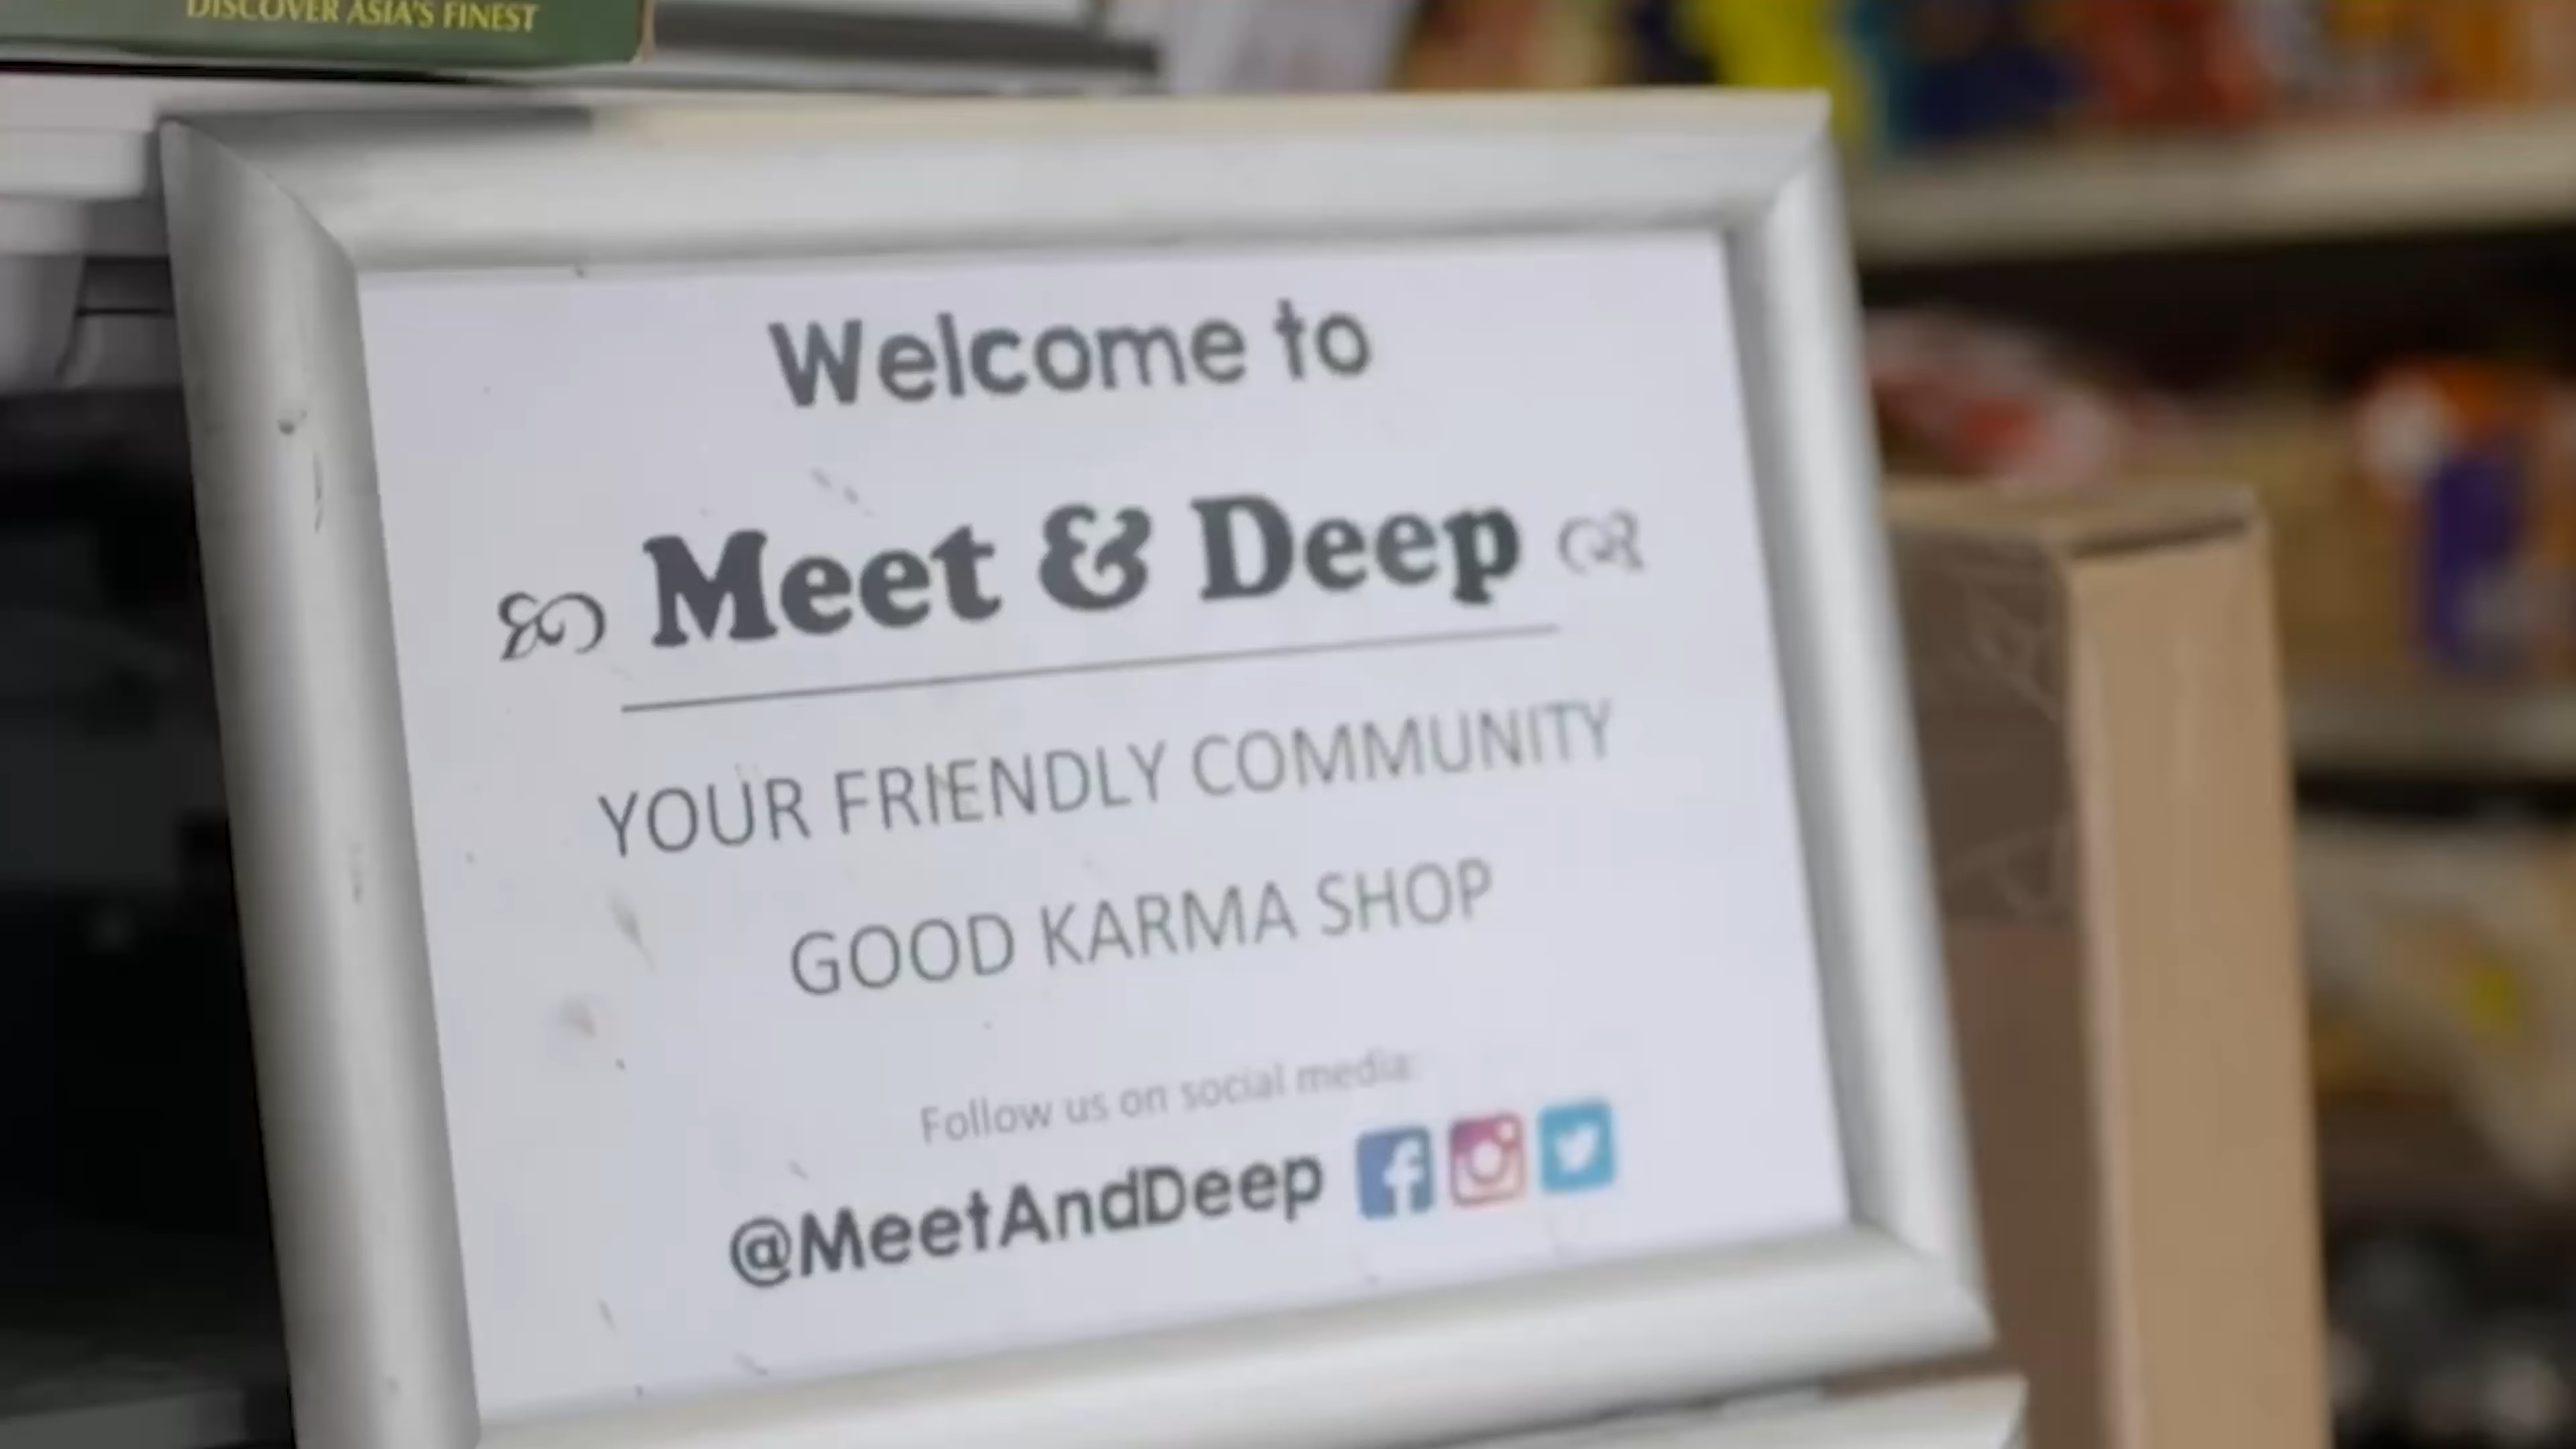 DISCOVER ASIA'S FINEST
Welcome to
Meet & Deep
YOUR FRIENDLY COMMUNITY
GOOD KARMA SHOP
Follow us on social media:
@MeetAndDeep